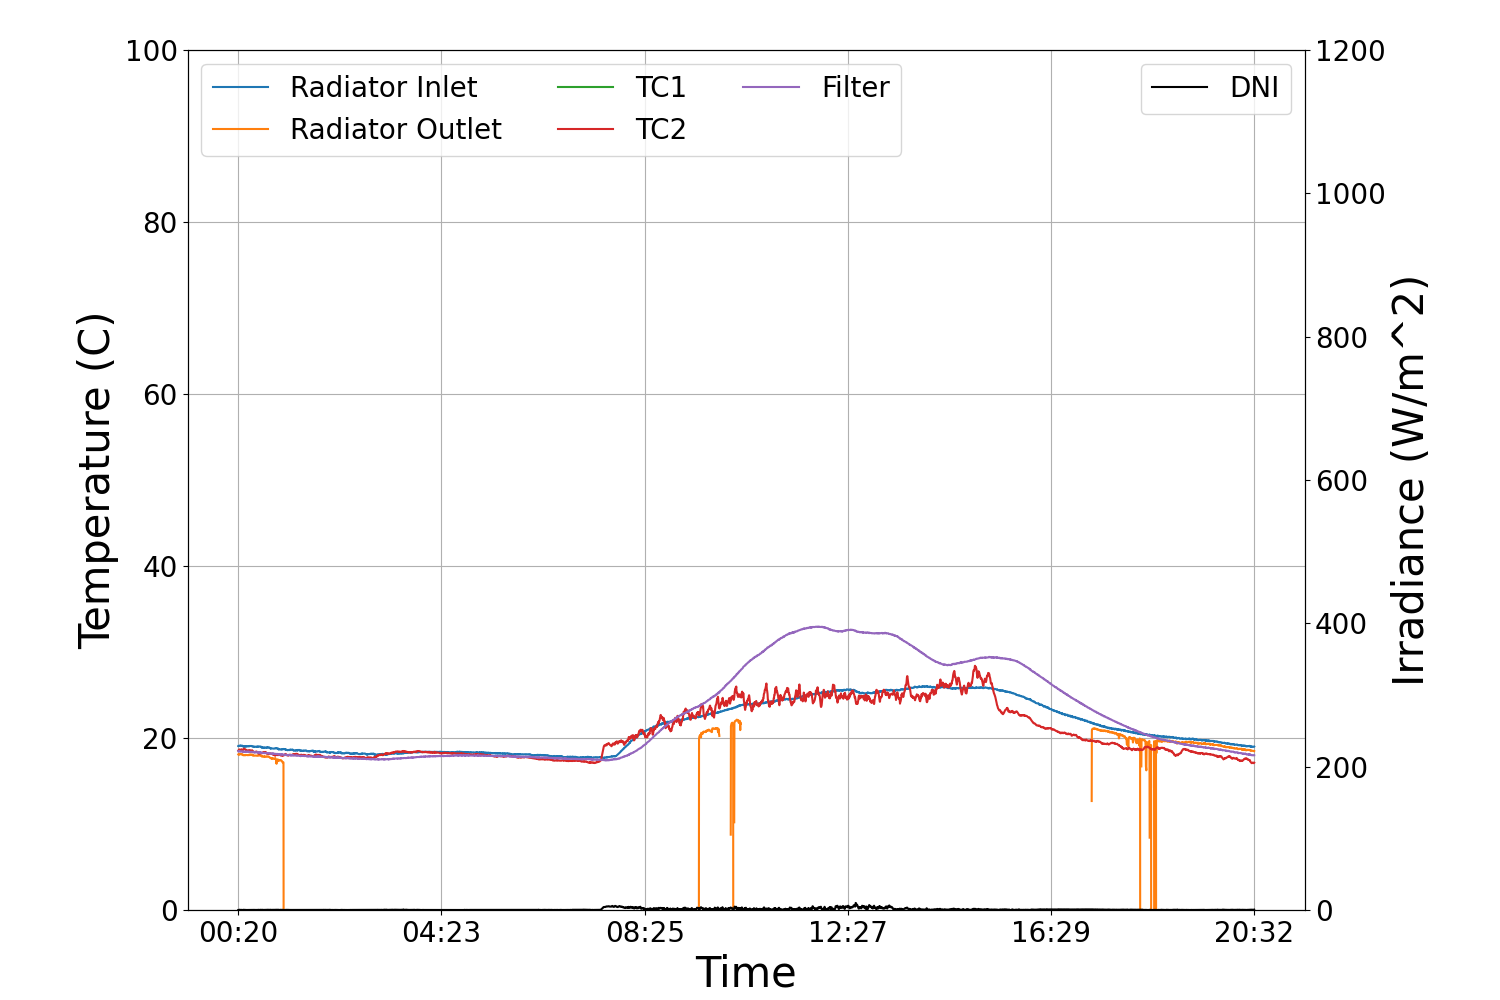 100
80
60
40
20
0
Temperature (C)
Radiator Inlet
Radiator Outlet
TC1
TC2
Filter
DNI
1200
1000
800
600
400
200
0
Irradiance (W/m^2)
00:20 04:23 08:25 12:27 16:29 20:32
Time